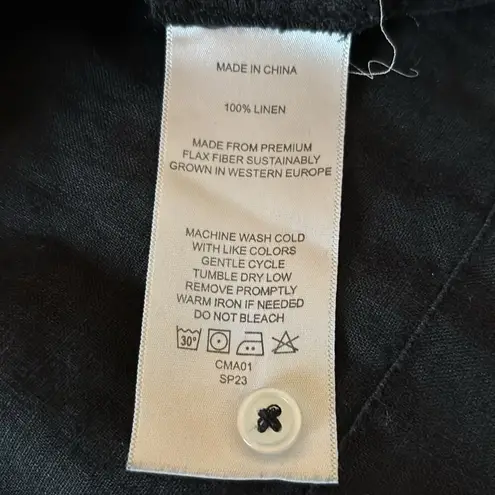 MADE IN CHINA
100% LINEN
MADE FROM PREMIUM
FLAX FIBER SUSTAINABLY
GROWN IN WESTERN EUROPE
MACHINE WASH COLD
WITH LIKE COLORS
GENTLE CYCLE
TUMBLE DRY LOW
REMOVE PROMPTLY
WARM IRON IF NEEDED
DO NOT BLEACH
30°
CMA01
SP23